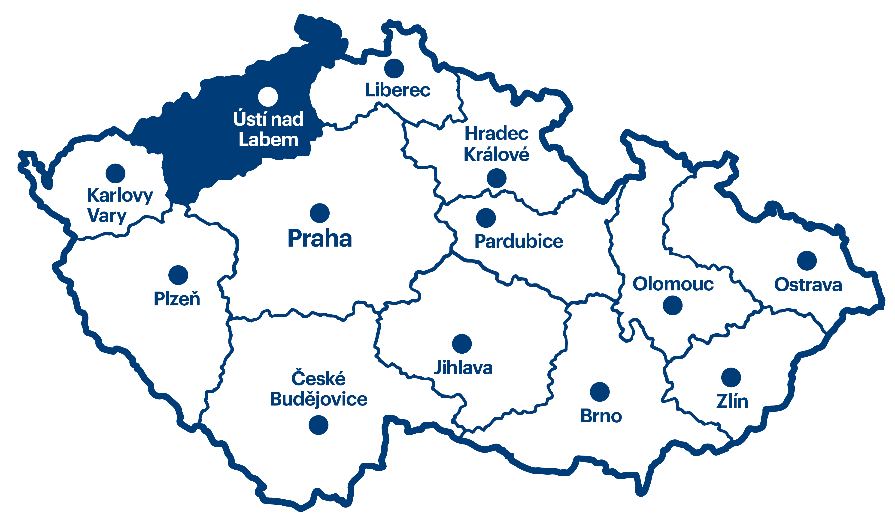 Liberec
Ústí nad
Labem
Hradec
Králové
Karlovy
Vary
Praha
Pardubice
Plzeň
Olomouc
Ostrava
Jihlava
České
Budějovice
Brno
Zlín